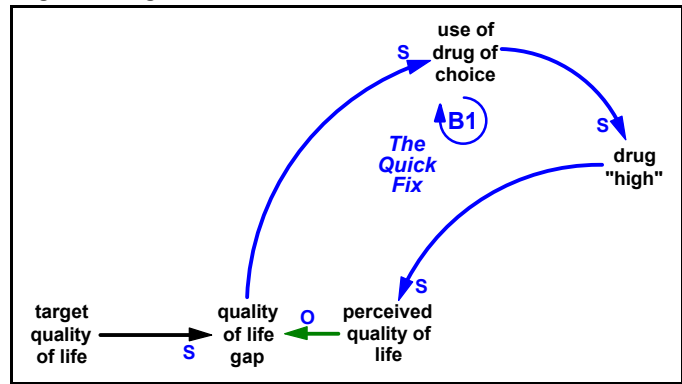 use of
drug of
choice
S
B1
The
Quick
Fix
S
drug
"high"
S
target
quality
of life
S
quality
of life
gap
O
perceived
quality of
life